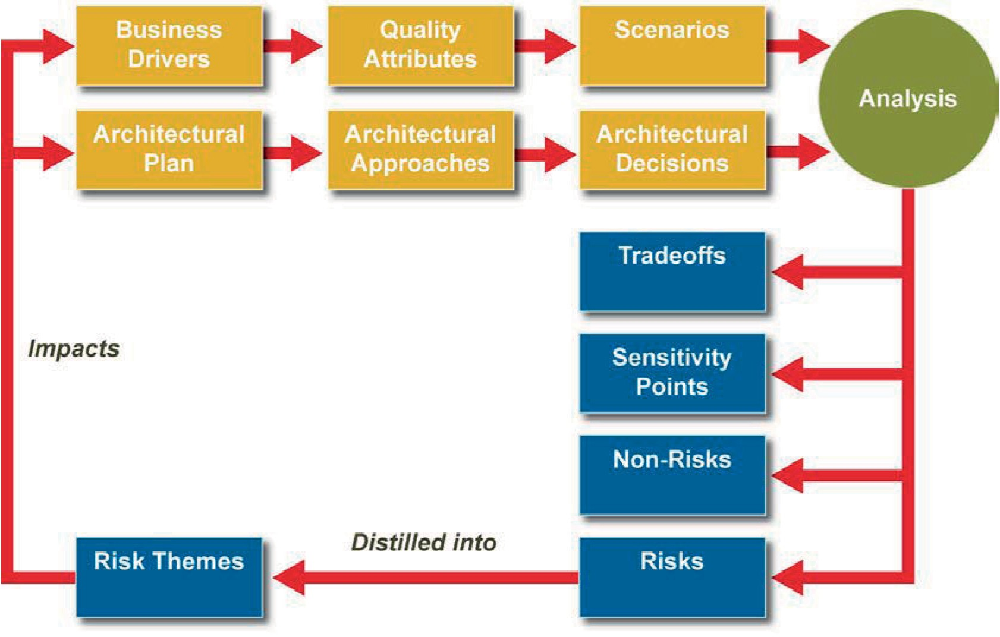 Business
Drivers
Quality
Attributes
Scenarios
Analysis
Architectural
Plan
Architectural
Approaches
Architectural
Decisions
Tradeoffs
Sensitivity
Points
Impacts
Non-Risks
Risk Themes
Distilled into
Risks